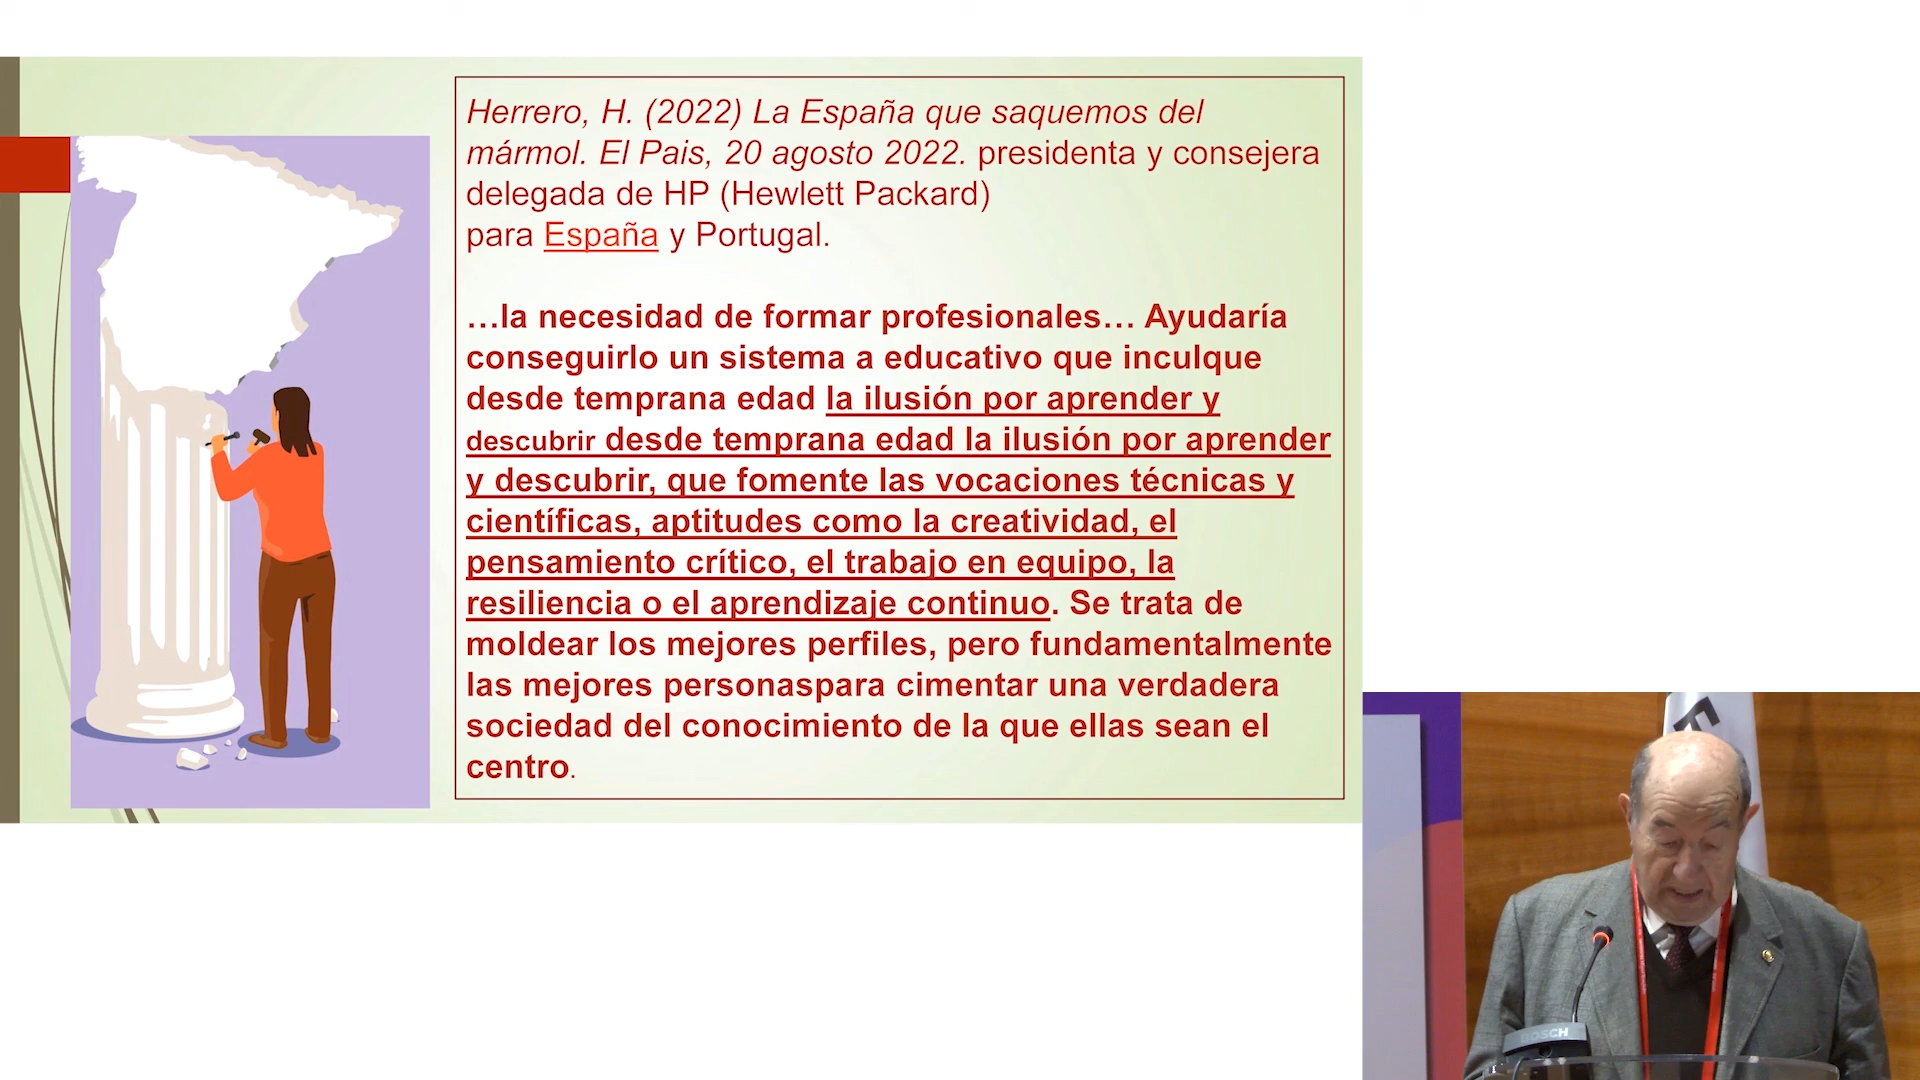 Herrero, H. (2022) La España que saquemos del
mármol. El Pais, 20 agosto 2022. presidenta y consejera
delegada de HP (Hewlett Packard)
para España y Portugal.
…la necesidad de formar profesionales… Ayudaría
conseguirlo un sistema a educativo que inculque
desde temprana edad la ilusión por aprender y
descubrir desde temprana edad la ilusión por aprender
y descubrir, que fomente las vocaciones técnicas y
científicas, aptitudes como la creatividad, el
pensamiento crítico, el trabajo en equipo, la
resiliencia o el aprendizaje continuo. Se trata de
moldear los mejores perfiles, pero fundamentalmente
las mejores personaspara cimentar una verdadera
sociedad del conocimiento de la que ellas sean el
centro.
BOSCH